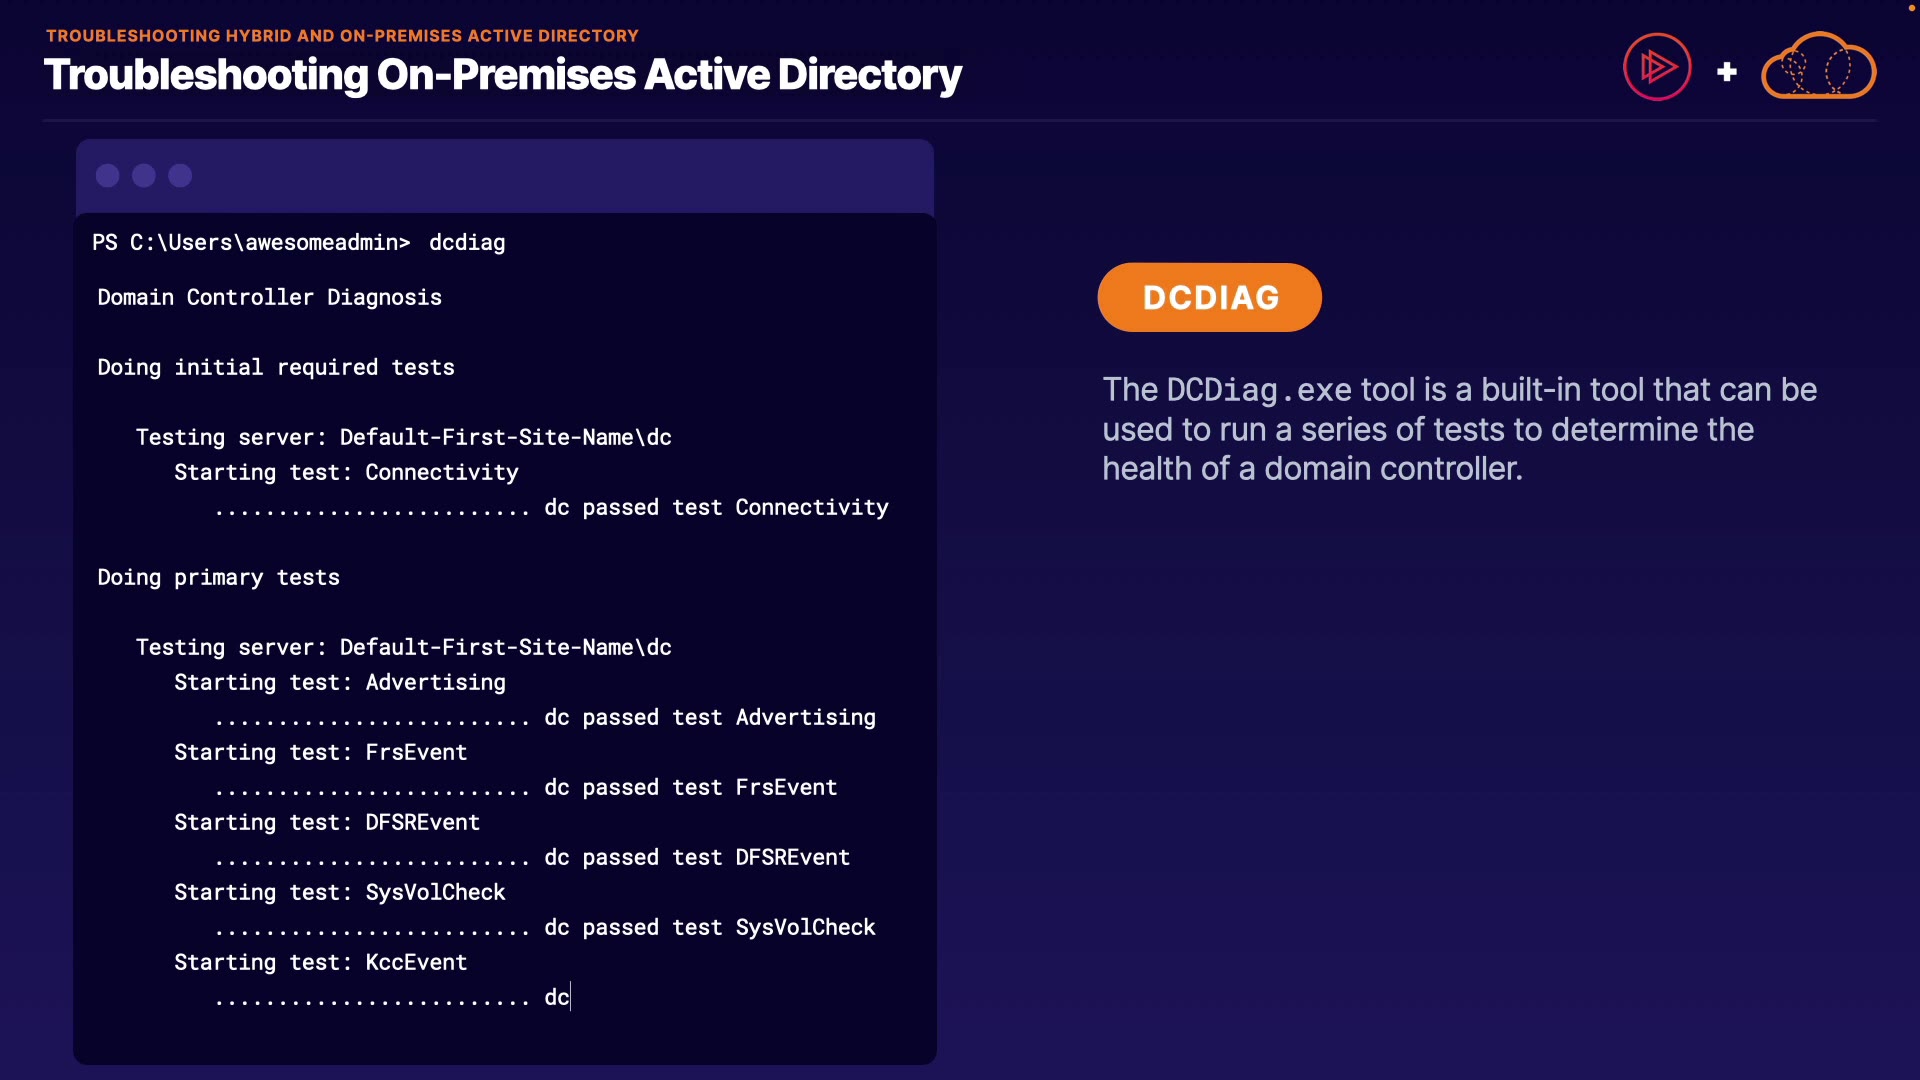 TROUBLESHOOTING HYBRID AND ON-PREMISES ACTIVE DIRECTORY
Troubleshooting On-Premises Active Directory
+
PS C:\Users\awesomeadmin> dcdiag
Domain Controller Diagnosis
Doing initial required tests
Testing server: Default-First-Site-Name\dc
Starting test: Connectivity
......................... dc passed test Connectivity
Doing primary tests
Testing server: Default-First-Site-Name\dc
Starting test: Advertising
......................... dc passed test Advertising
Starting test: FrsEvent
......................... dc passed test FrsEvent
Starting test: DFSREvent
......................... dc passed test DFSREvent
Starting test: SysVolCheck
......................... dc passed test SysVolCheck
Starting test: KccEvent
......................... dc
DCDIAG
The DCDiag.exe tool is a built-in tool that can be
used to run a series of tests to determine the
health of a domain controller.